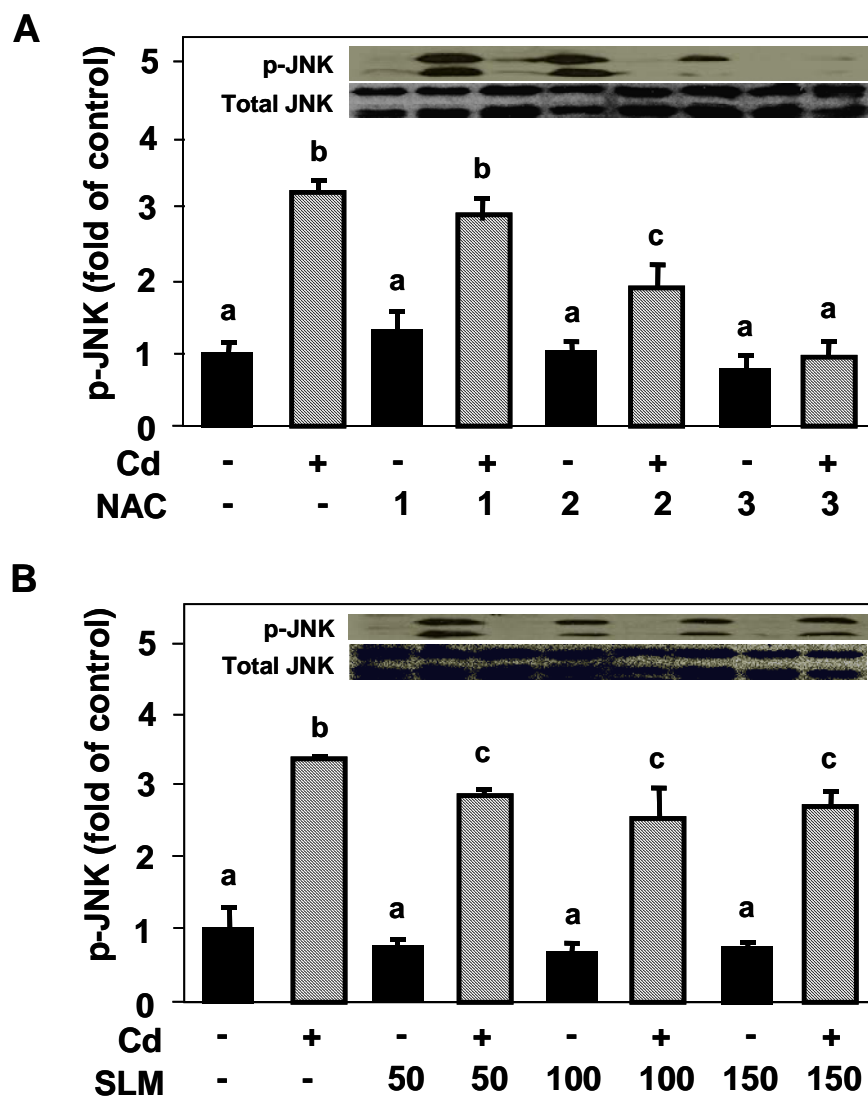 A
p-JNK (fold of control)
5
4
3
2
1
0
p-JNK
Total JNK
a
b
a
b
a
c
a
a
Cd - + - + - + - +
NAC - - 1 1 2 2 3 3
B
p-JNK (fold of control)
5
4
3
2
1
0
p-JNK
Total JNK
a
b
a
c
a
c
a
c
Cd - + - + - + - +
SLM - - 50 50 100 100 150 150